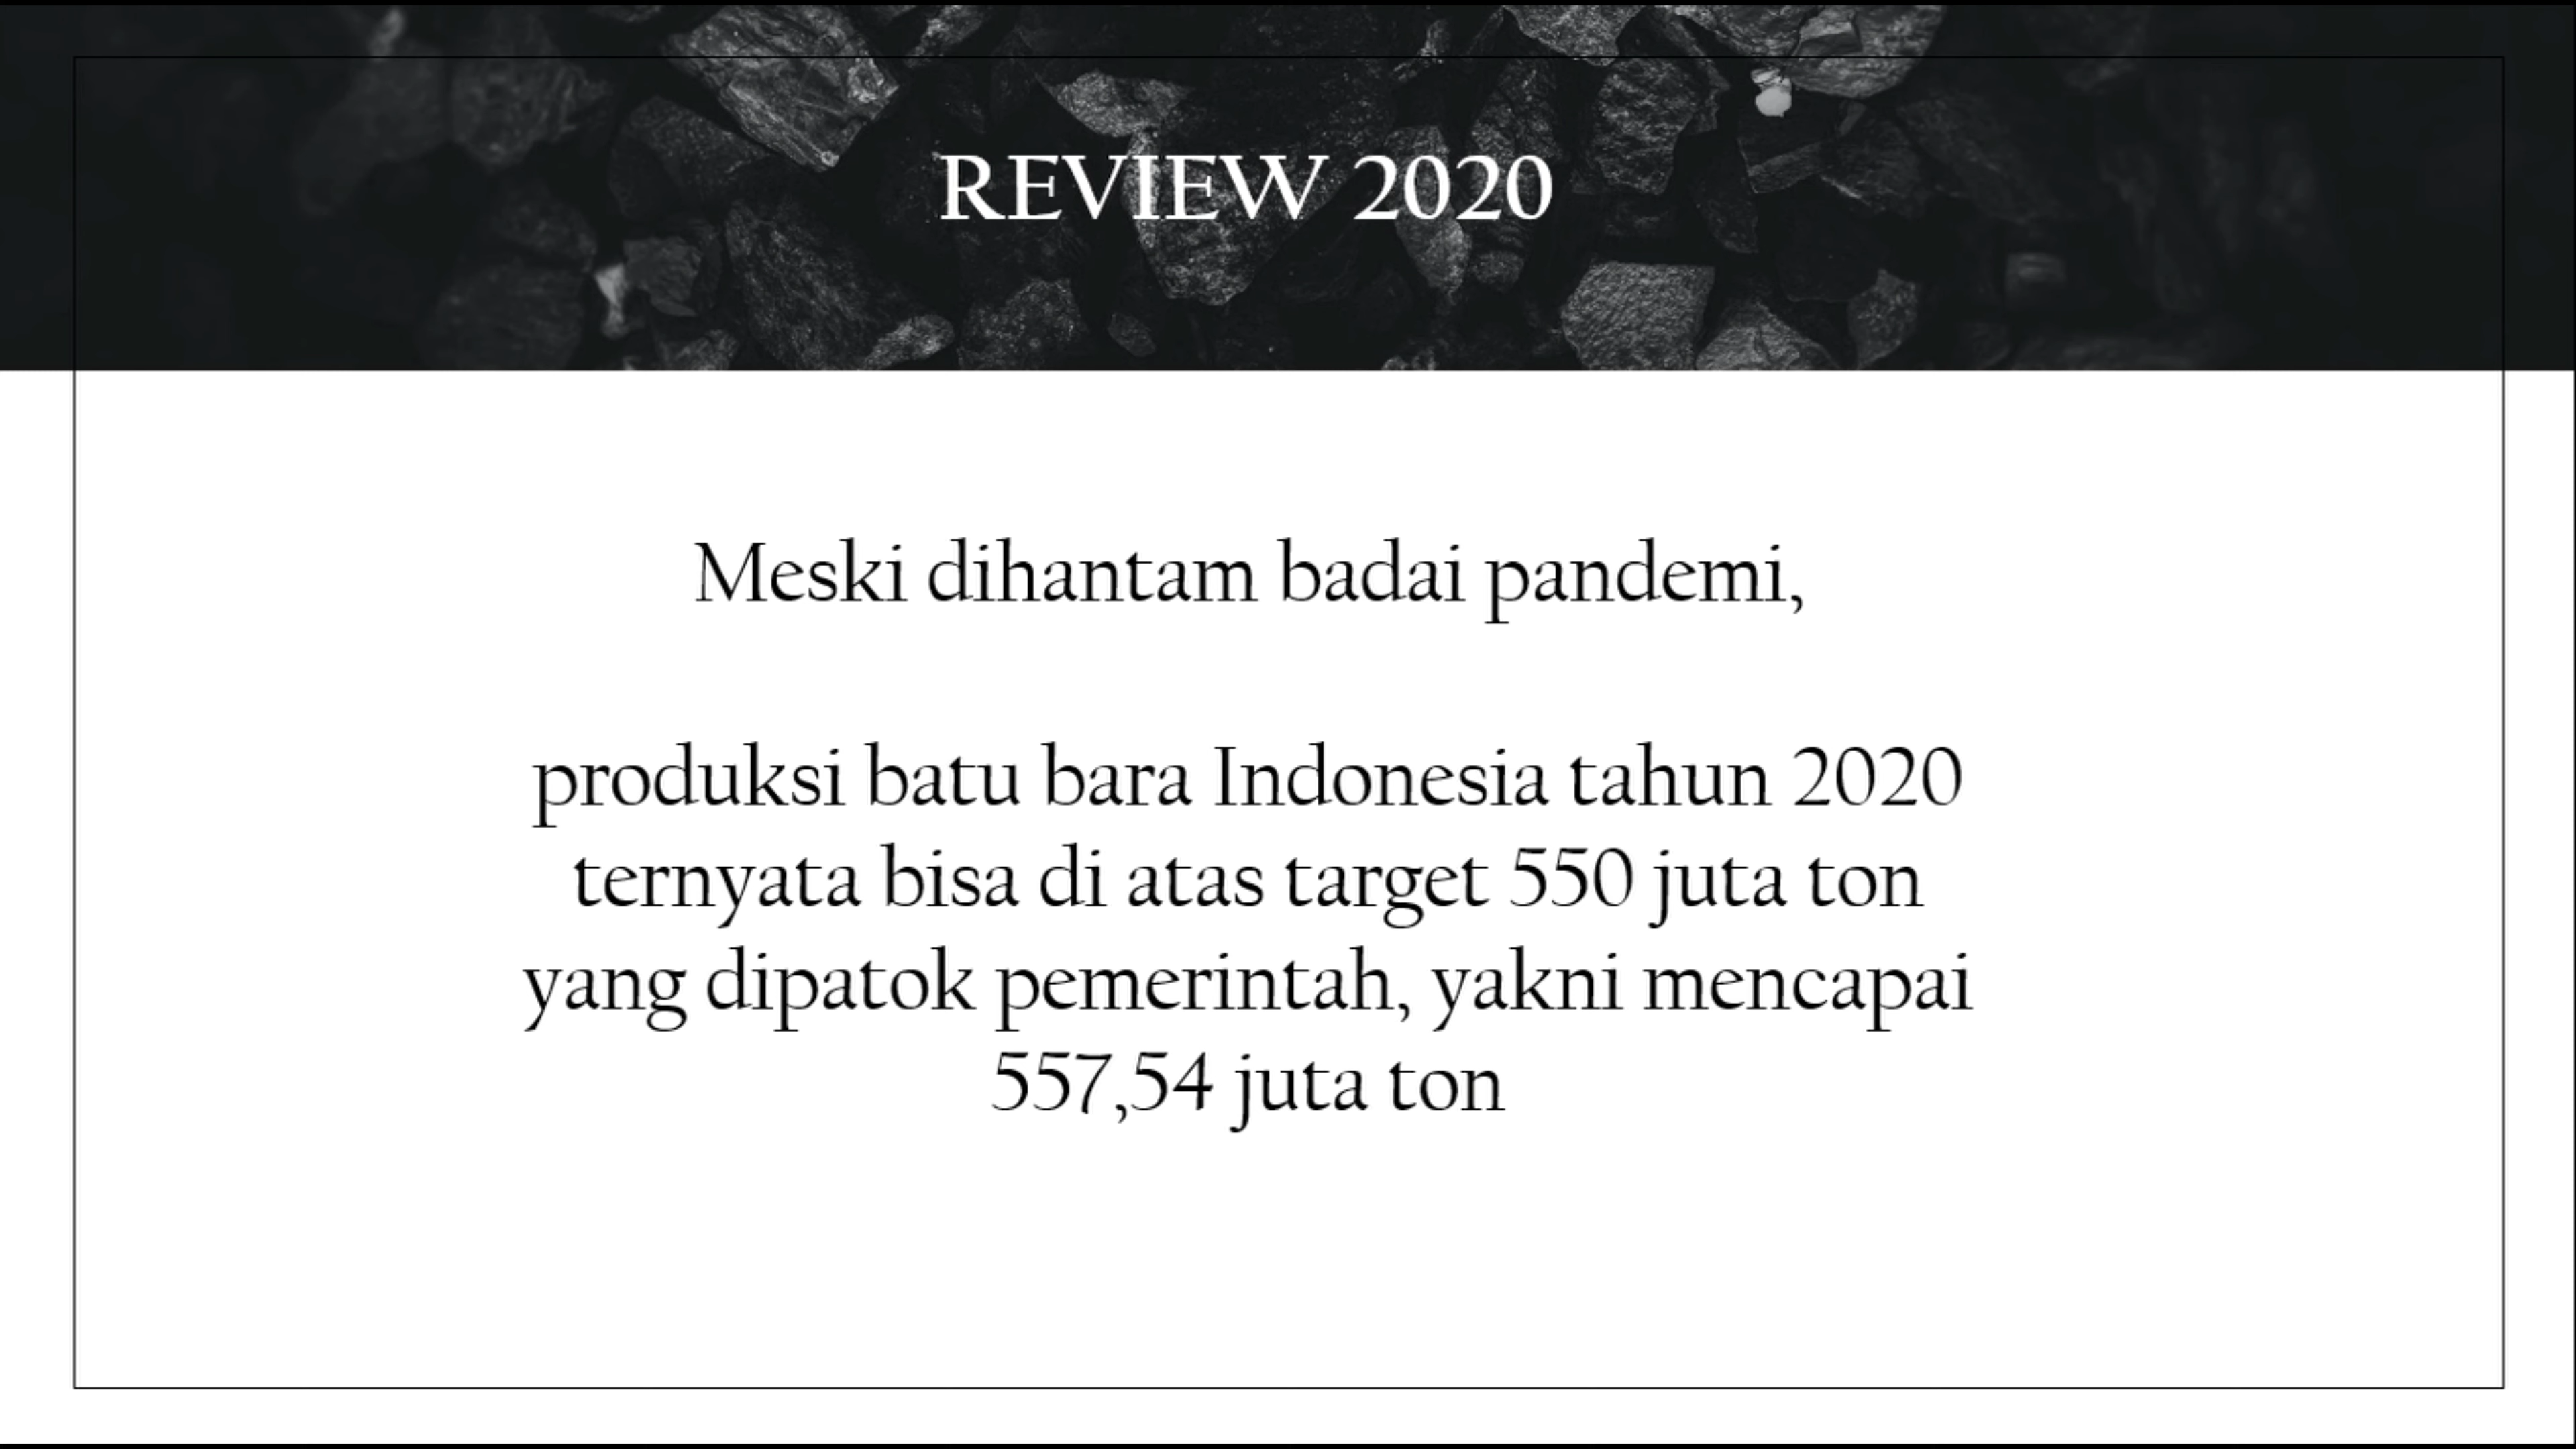 REVIEW 2020
Meski dihantam badai pandemi,
produksi batu bara Indonesia tahun 2020
ternyata bisa di atas target 550 juta ton
yang dipatok pemerintah, yakni mencapai
557,54 juta ton